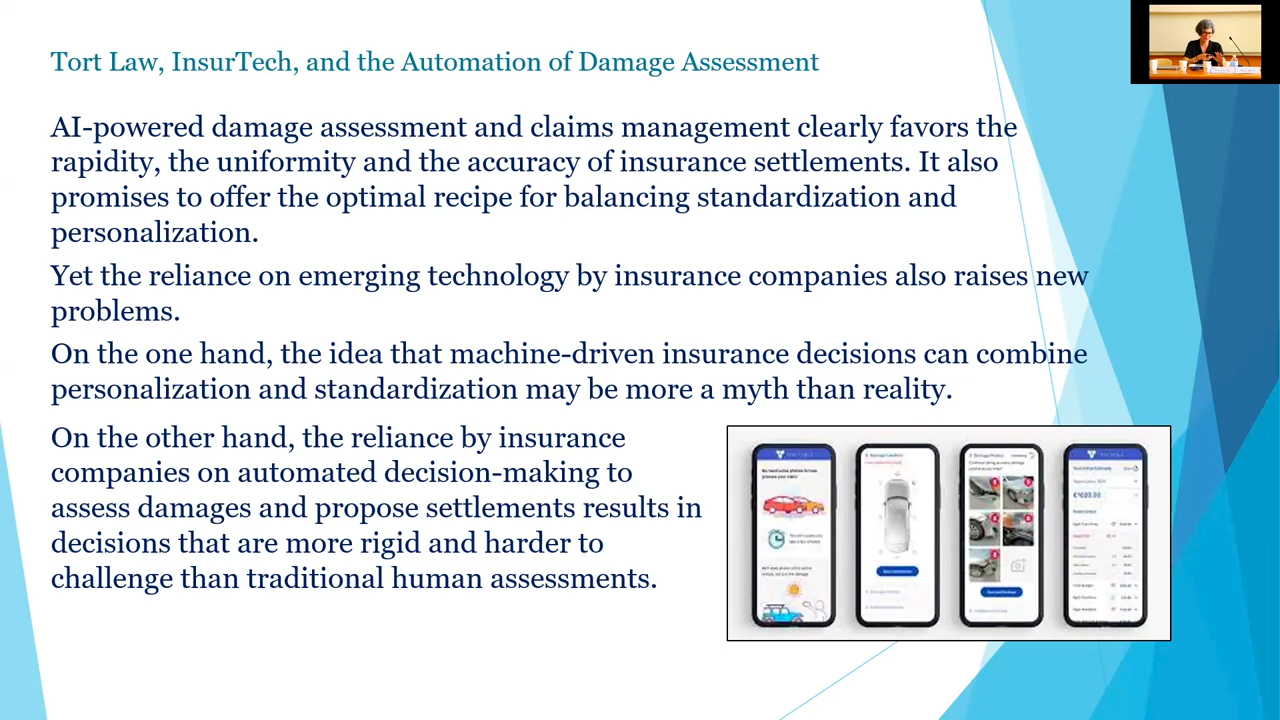 Tort Law, InsurTech, and the Automation of Damage Assessment
AI-powered damage assessment and claims management clearly favors the
rapidity, the uniformity and the accuracy of insurance settlements. It also
promises to offer the optimal recipe for balancing standardization and
personalization.
Yet the reliance on emerging technology by insurance companies also raises new
problems.
On the one hand, the idea that machine-driven insurance decisions can combine
personalization and standardization may be more a myth than reality.
On the other hand, the reliance by insurance
companies on automated decision-making to
assess damages and propose settlements results in
decisions that are more rigid and harder to
challenge than traditional human assessments.